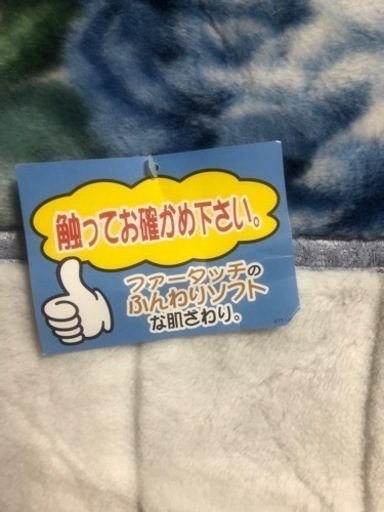 触ってお確かめ下さい。
ファータッチの
ふんわりソフト
な肌ざわり。